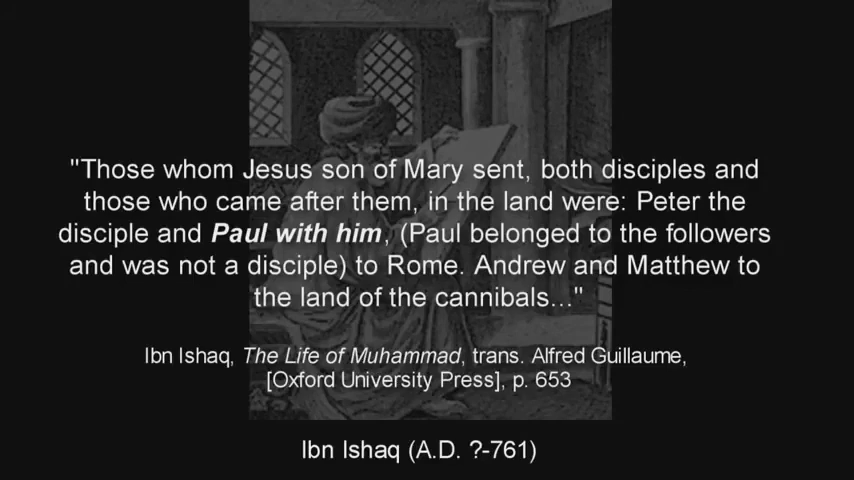 "Those whom Jesus son of Mary sent, both disciples and
those who came after them, in the land were: Peter the
disciple and Paul with him, (Paul belonged to the followers
and was not a disciple) to Rome. Andrew and Matthew to
the land of the cannibals..."
Ibn Ishaq, The Life of Muhammad, trans. Alfred Guillaume,
[Oxford University Press], p. 653
Ibn Ishaq (A.D. ?-761)